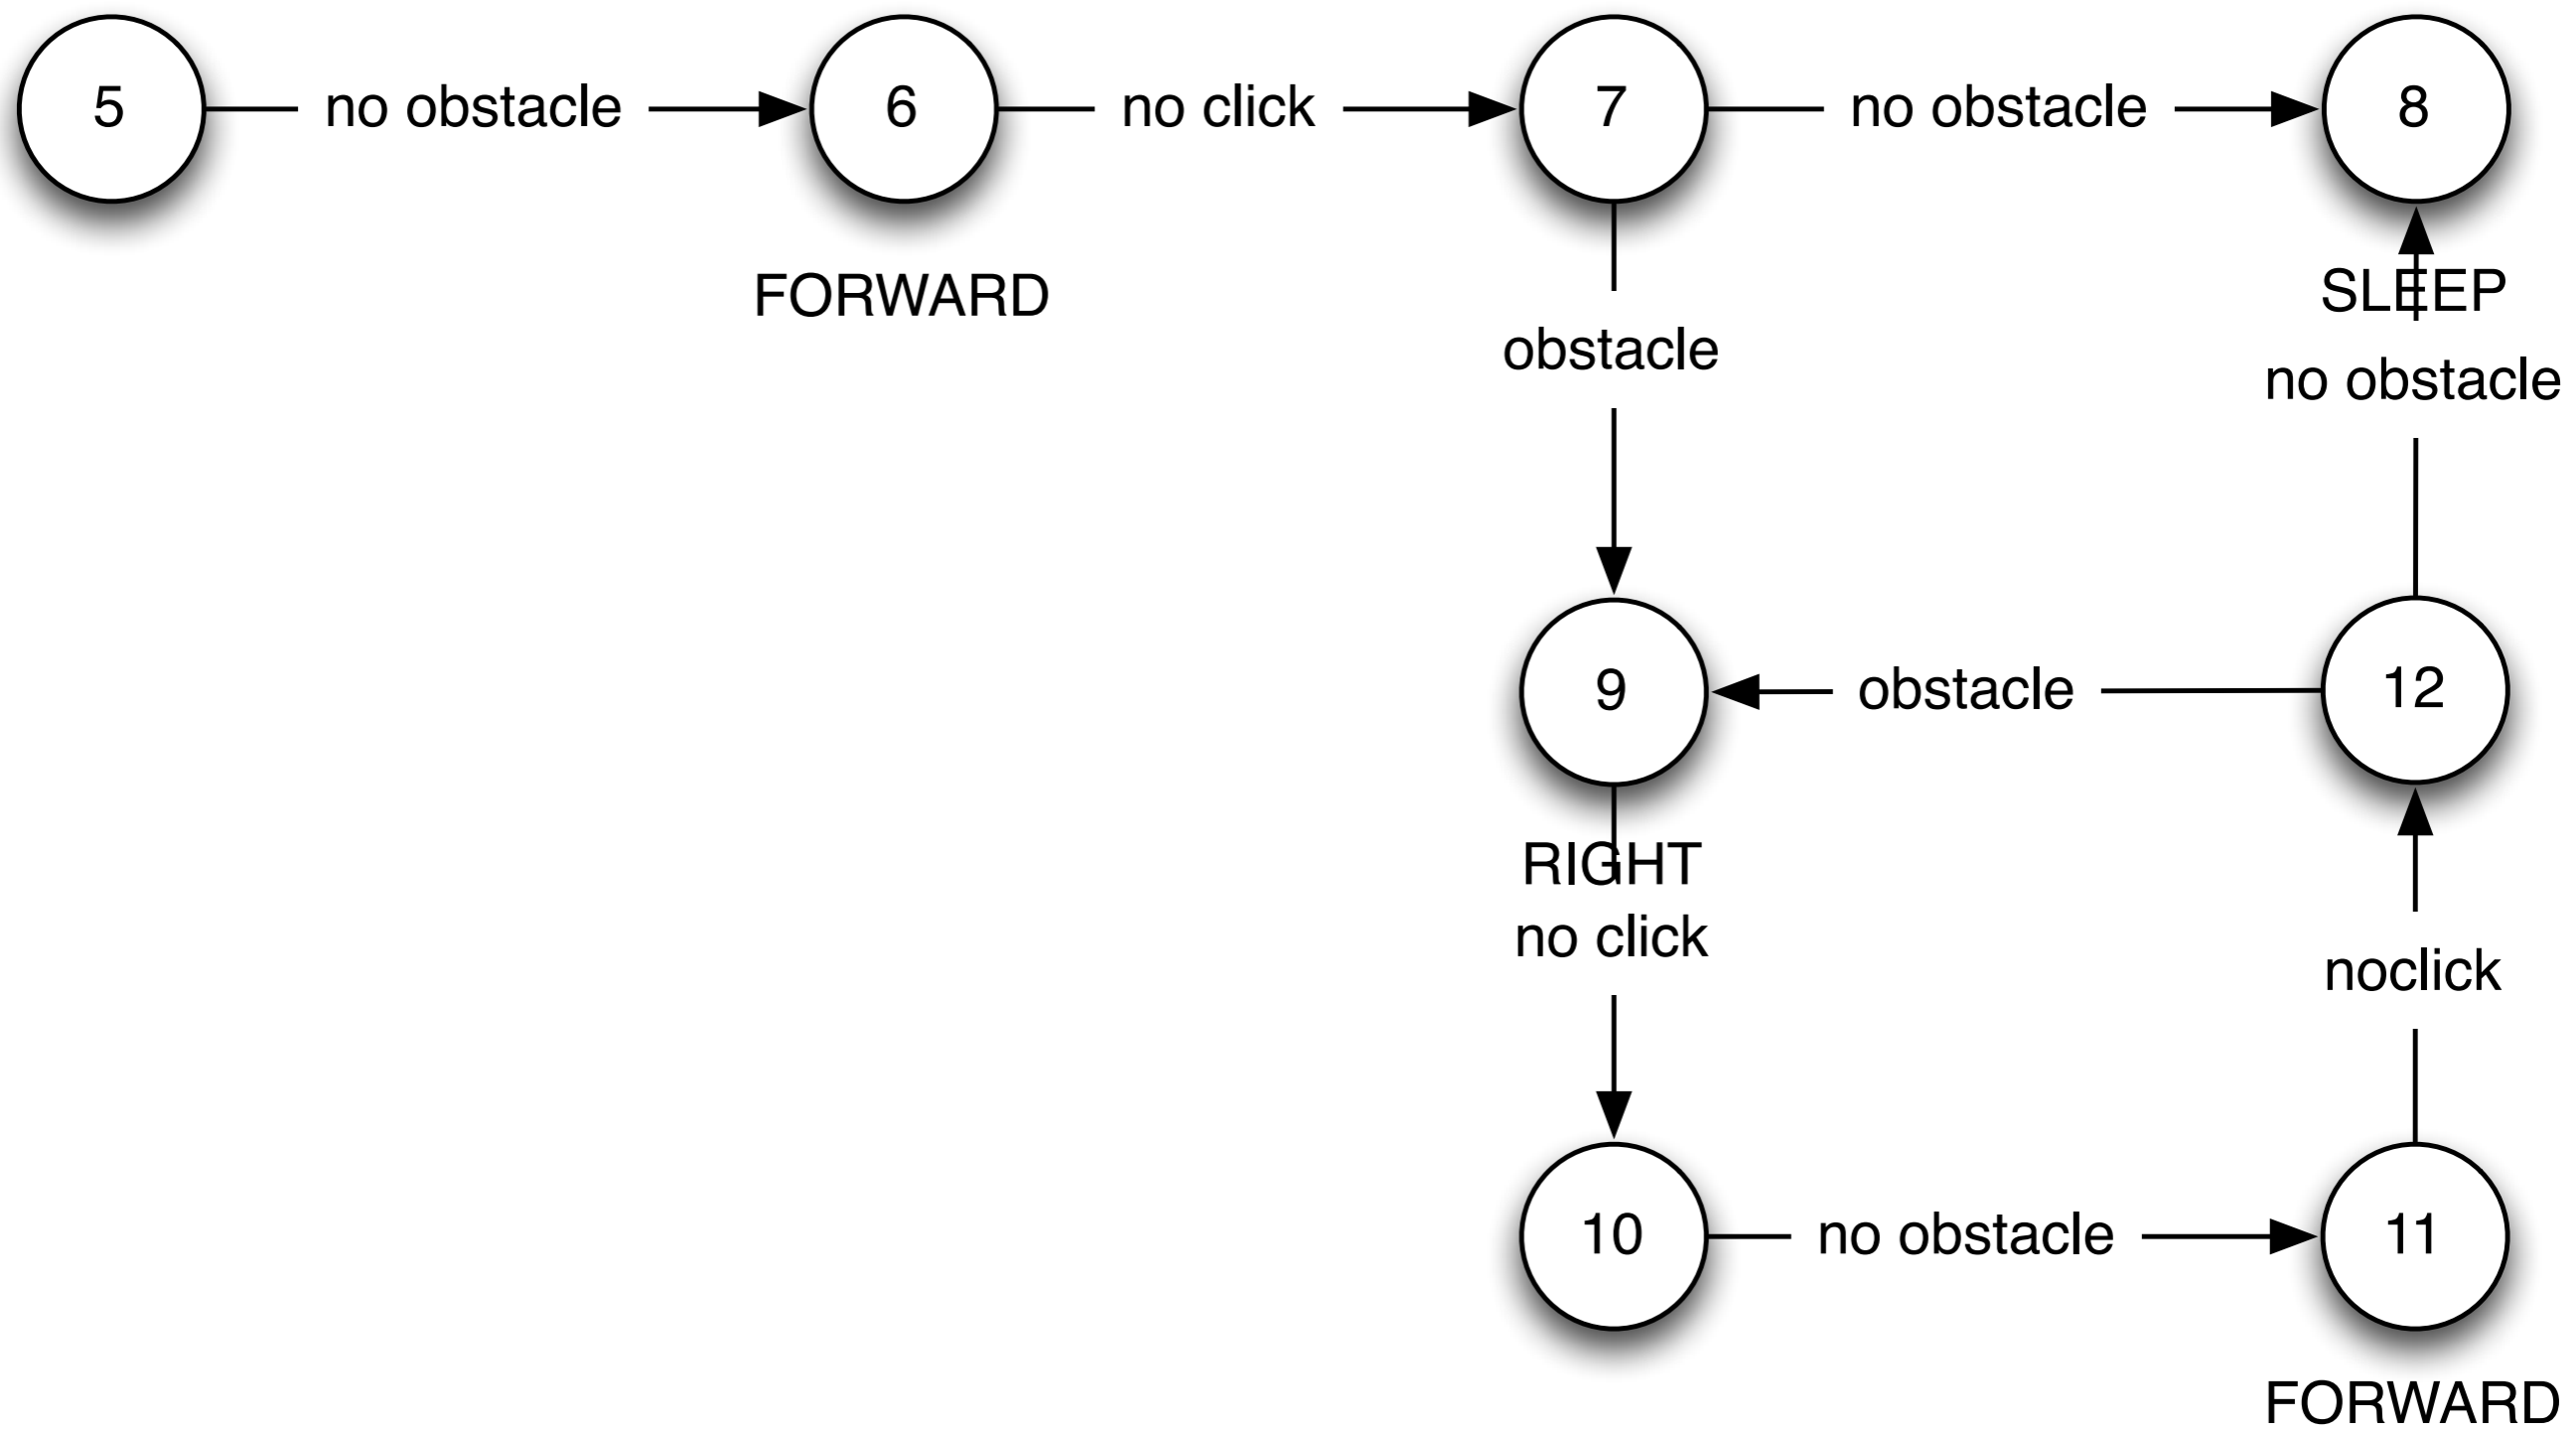 5 no obstacle 6 no click 7 no obstacle 8
FORWARD
SLEEP
obstacle
no obstacle
9 obstacle 12
RIGHT
no click
noclick
10 no obstacle 11
FORWARD